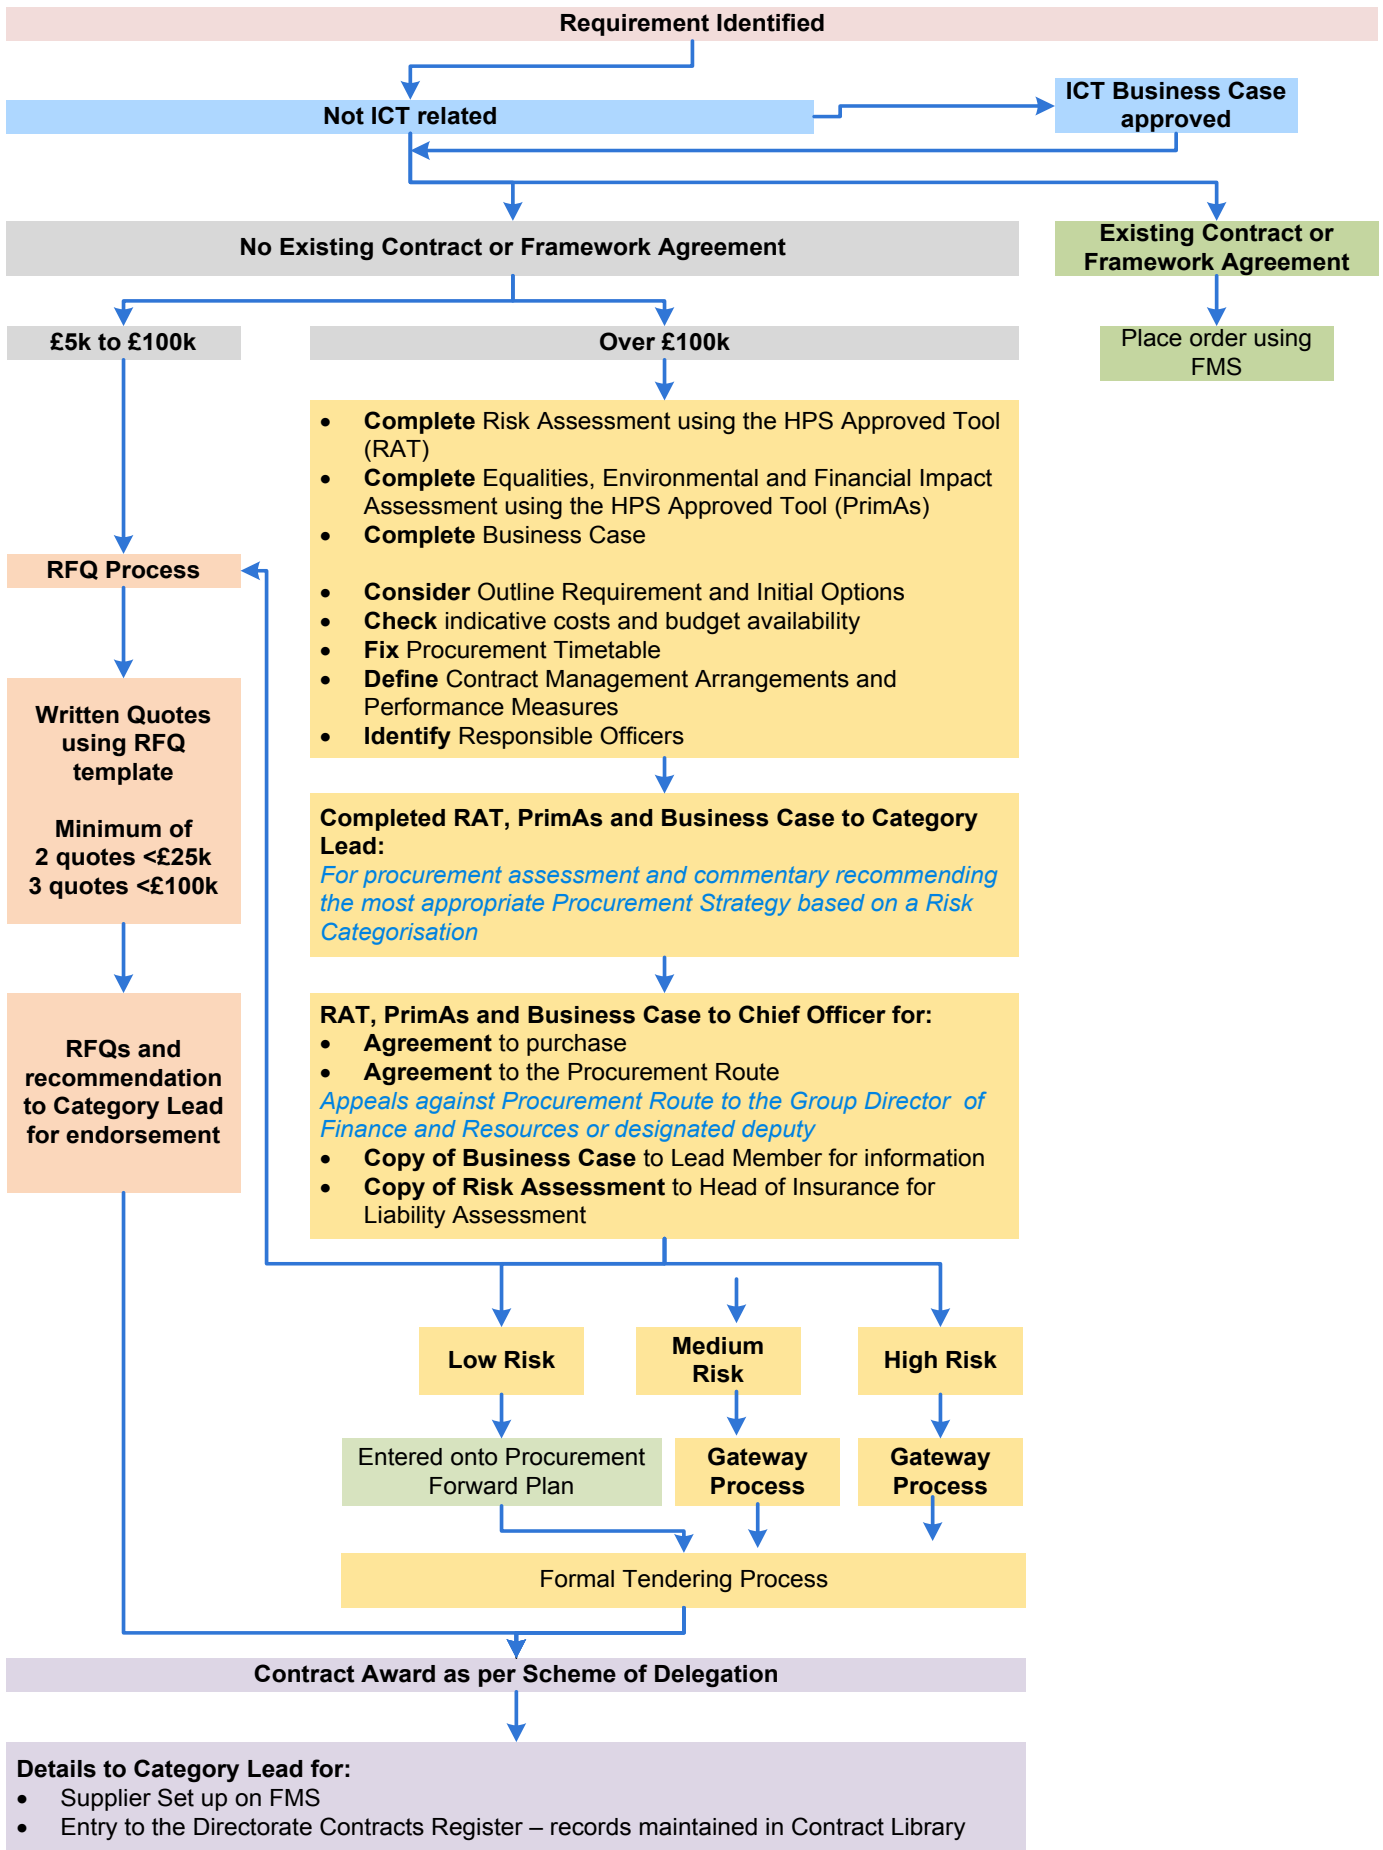 Requirement Identified
Not ICT related
ICT Business Case
approved
No Existing Contract or Framework Agreement
Existing Contract or
Framework Agreement
£5k to £100k
Over £100k
Place order using
FMS
• Complete Risk Assessment using the HPS Approved Tool
(RAT)
• Complete Equalities, Environmental and Financial Impact
Assessment using the HPS Approved Tool (PrimAs)
• Complete Business Case
• Consider Outline Requirement and Initial Options
• Check indicative costs and budget availability
• Fix Procurement Timetable
• Define Contract Management Arrangements and
Performance Measures
• Identify Responsible Officers
RFQ Process
Written Quotes
using RFQ
template
Minimum of
2 quotes <£25k
3 quotes <£100k
Completed RAT, PrimAs and Business Case to Category
Lead:
For procurement assessment and commentary recommending
the most appropriate Procurement Strategy based on a Risk
Categorisation
RFQs and
recommendation
to Category Lead
for endorsement
RAT, PrimAs and Business Case to Chief Officer for:
• Agreement to purchase
• Agreement to the Procurement Route
Appeals against Procurement Route to the Group Director of
Finance and Resources or designated deputy
• Copy of Business Case to Lead Member for information
• Copy of Risk Assessment to Head of Insurance for
Liability Assessment
Low Risk
Medium
Risk
High Risk
Entered onto Procurement
Forward Plan
Gateway
Process
Gateway
Process
Formal Tendering Process
Contract Award as per Scheme of Delegation
Details to Category Lead for:
• Supplier Set up on FMS
• Entry to the Directorate Contracts Register – records maintained in Contract Library